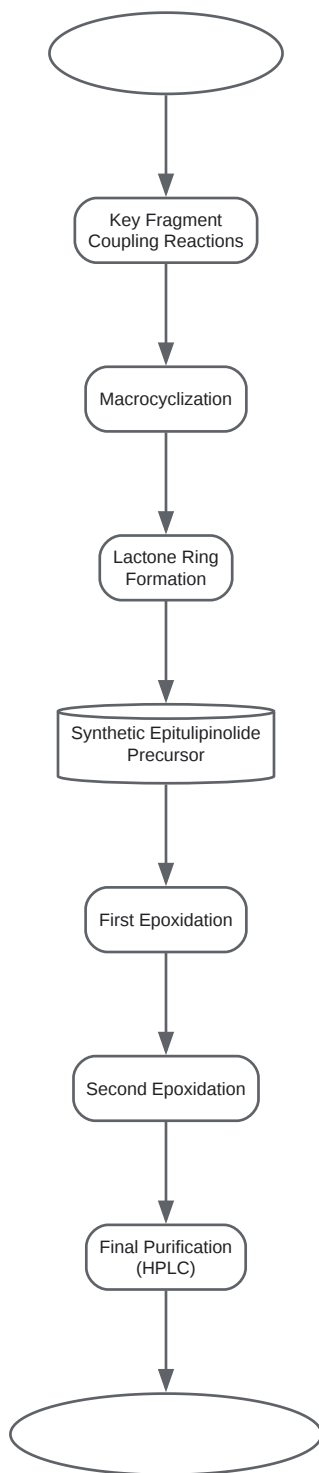 Key Fragment
Coupling Reactions
Macrocyclization
Lactone Ring
Formation
Synthetic Epitulipinolide
Precursor
First Epoxidation
Second Epoxidation
Final Purification
(HPLC)